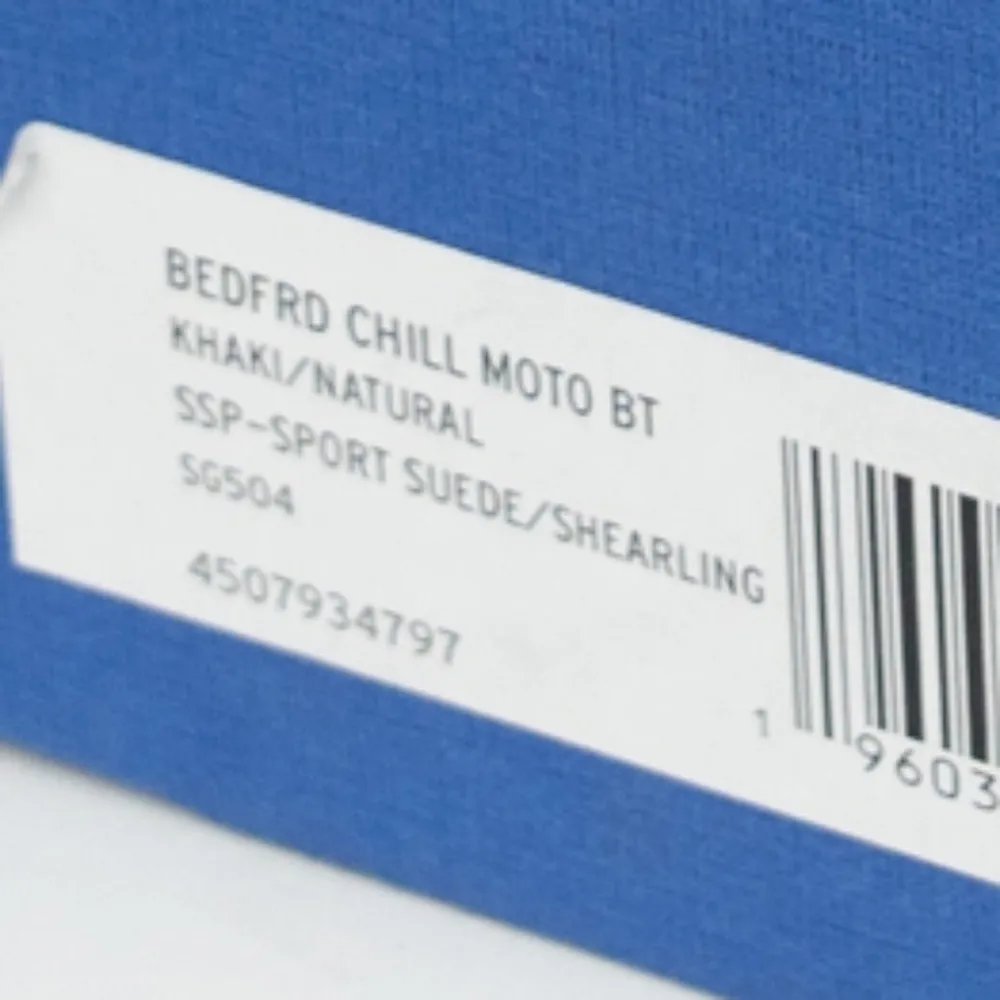 BEDFRD CHILL MOTO BT
KHAKI/NATURAL
SSP-SPORT SUEDE/SHEARLING
SG504
4507934797
1 9603